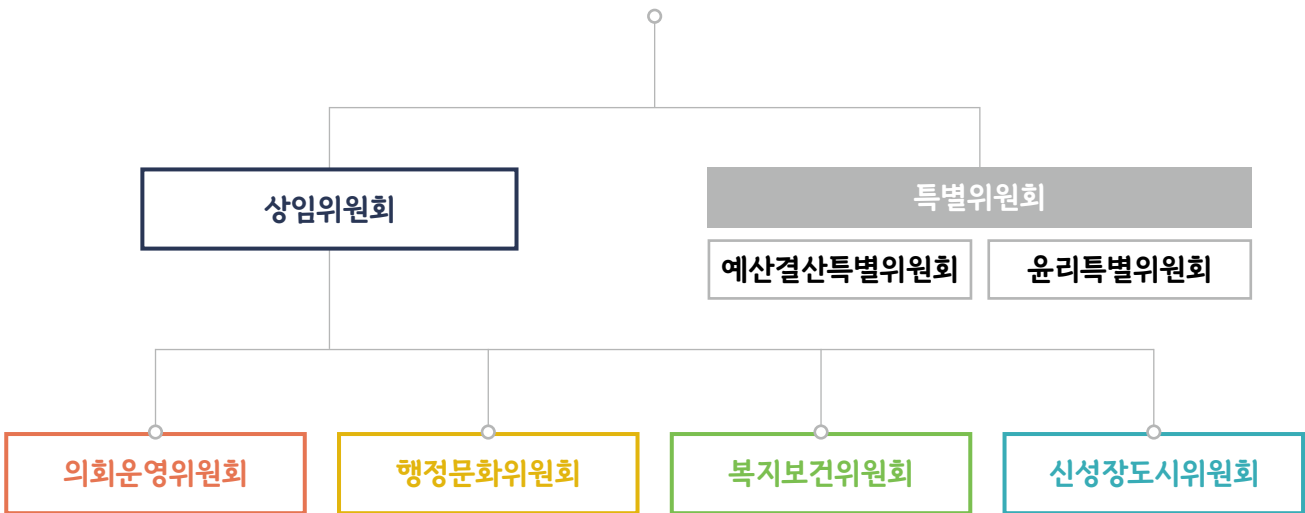 상임위원회
특별위원회
예산결산특별위원회
윤리특별위원회
의회운영위원회
행정문화위원회
복지보건위원회
신성장도시위원회